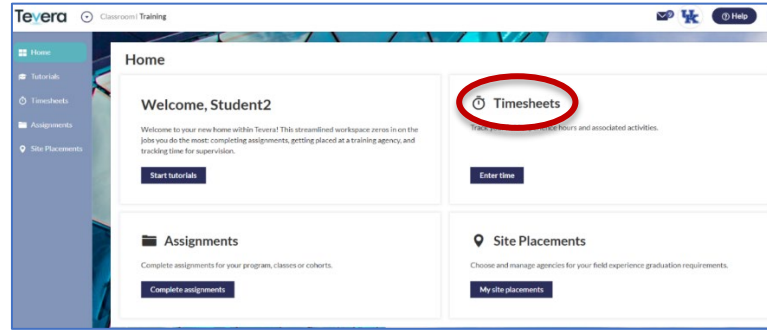 Tevera Classroom | Training
UK
Help
Home
Tutorials
Timesheets
Assignments
Site Placements
Home
Welcome, Student2
Welcome to your new home within Tevera! This streamlined workspace zeros in on the
jobs you do the most: completing assignments, getting placed at a training agency, and
tracking time for supervision.
Start tutorials
Timesheets
Track hours and associated activities.
Enter time
Assignments
Complete assignments for your program, classes or cohorts.
Complete assignments
Site Placements
Choose and manage agencies for your field experience graduation requirements.
My site placements